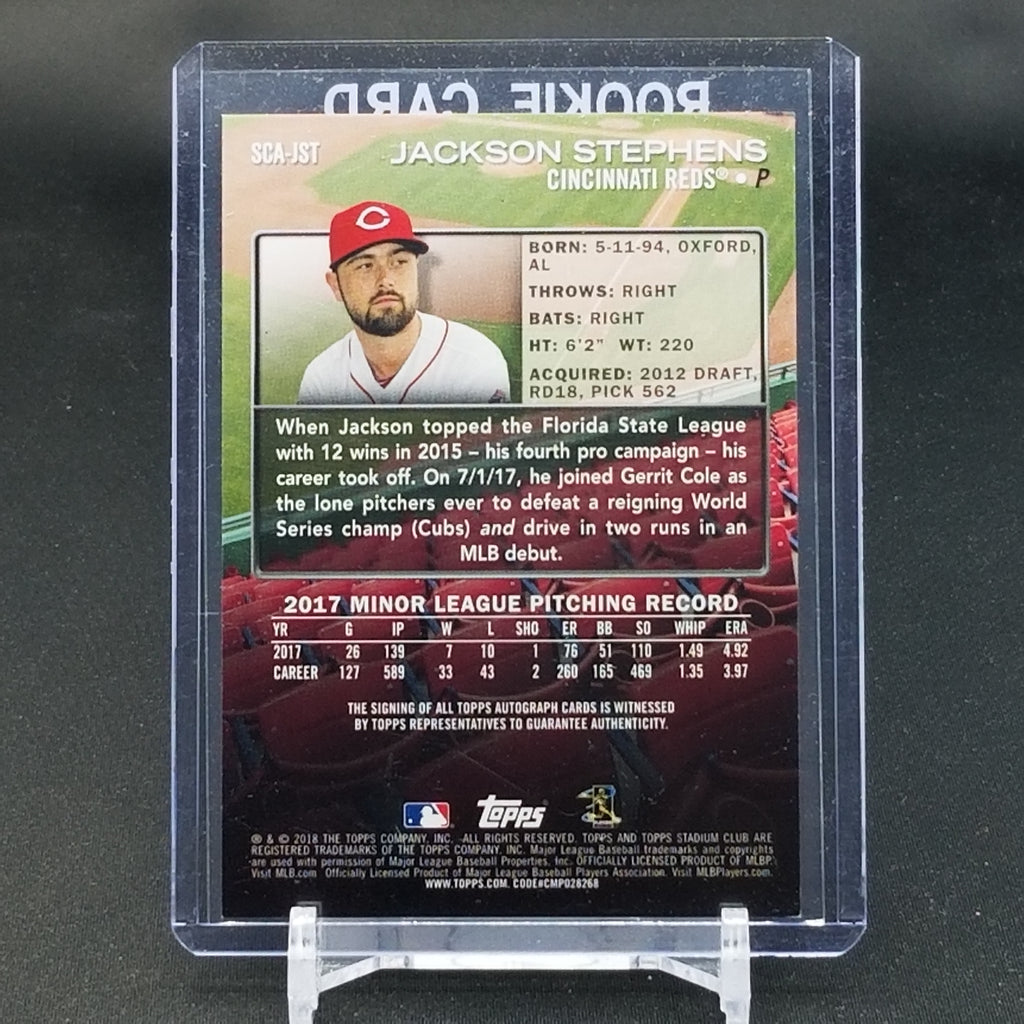 ROOKIE CARD
SCA-JST
JACKSON STEPHENS
CINCINNATI REDS® • P
C
BORN: 5-11-94, OXFORD,
AL
THROWS: RIGHT
BATS: RIGHT
HT: 6'2" WT: 220
ACQUIRED: 2012 DRAFT,
RD18, PICK 562
When Jackson topped the Florida State League
with 12 wins in 2015 – his fourth pro campaign – his
career took off. On 7/1/17, he joined Gerrit Cole as
the lone pitchers ever to defeat a reigning World
Series champ (Cubs) and drive in two runs in an
MLB debut.
2017 MINOR LEAGUE PITCHING RECORD
YR G IP W L SHO ER BB SO WHIP ERA
2017 26 139 7 10 1 76 51 110 1.49 4.92
CAREER 127 589 33 43 2 260 165 469 1.35 3.97
THE SIGNING OF ALL TOPPS AUTOGRAPH CARDS IS WITNESSED
BY TOPPS REPRESENTATIVES TO GUARANTEE AUTHENTICITY.
topps
® & © 2018 THE TOPPS COMPANY, INC. ALL RIGHTS RESERVED. TOPPS AND TOPPS STADIUM CLUB ARE
REGISTERED TRADEMARKS OF THE TOPPS COMPANY, INC. Major League Baseball trademarks and copyrights
are used with permission of Major League Baseball Properties, Inc. OFFICIALLY LICENSED PRODUCT OF MLBP.
Visit MLB.com Officially Licensed Product of Major League Baseball Players Association. Visit MLBPlayers.com.
WWW.TOPPS.COM. CODE#CMP028268